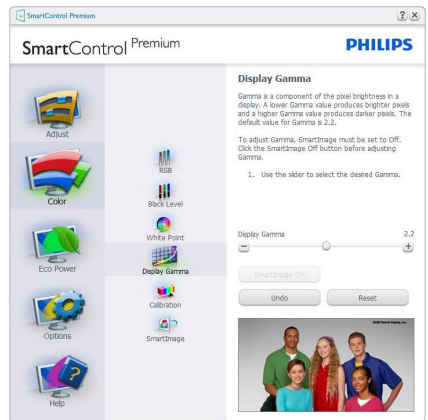 SmartControl Premium
SmartControl Premium
PHILIPS
Adjust
Color
Eco Power
Options
Help
RGB
Black Level
White Point
Display Gamma
Calibration
SmartImage
Display Gamma
Gamma is a component of the pixel brightness in a
display. A lower Gamma value produces brighter pixels
and a higher Gamma value produces darker pixels. The
default value for Gamma is 2.2.
To adjust Gamma, SmartImage must be set to Off.
Click the SmartImage Off button before adjusting
Gamma.
1. Use the slider to select the desired Gamma.
Display Gamma 2.2
SmartImage Off
Undo Reset